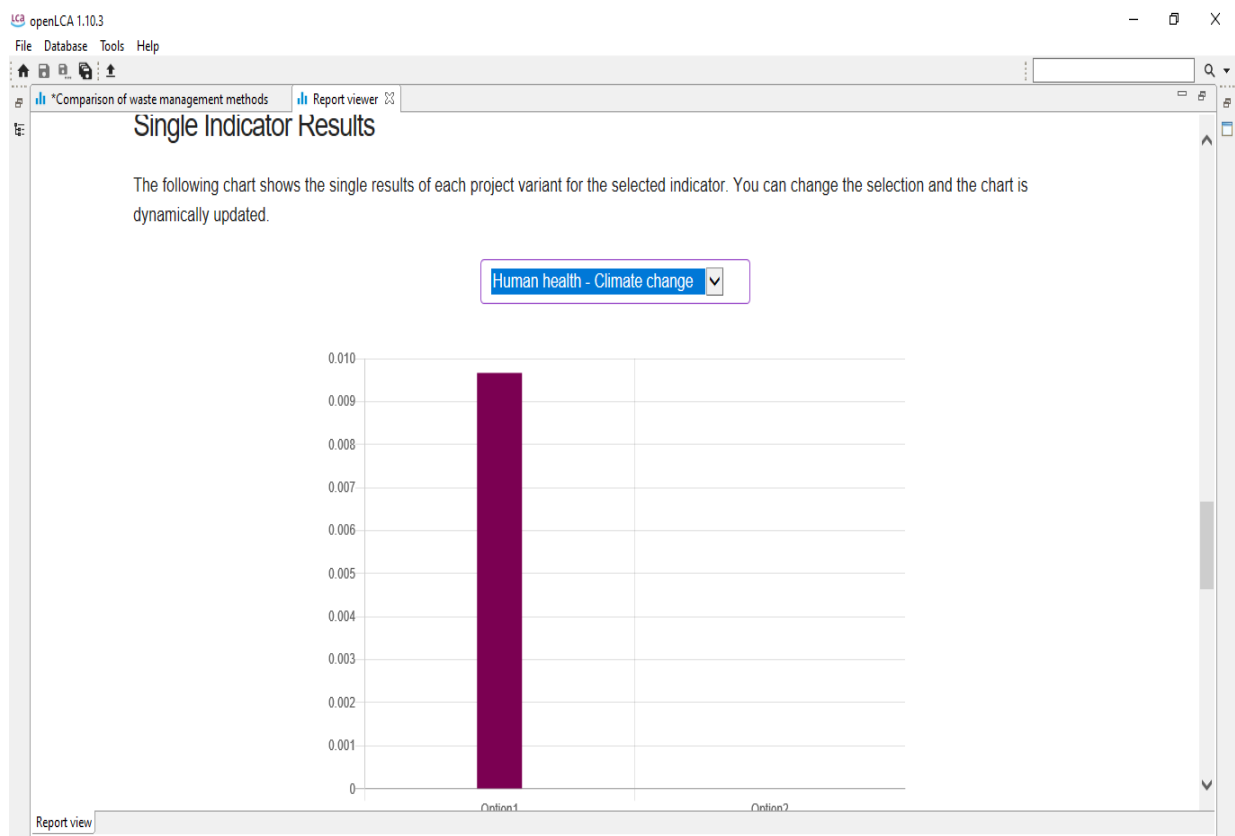 LCA openLCA 1.10.3
File Database Tools Help
*Comparison of waste management methods Report viewer
Single Indicator Results
The following chart shows the single results of each project variant for the selected indicator. You can change the selection and the chart is
dynamically updated.
Human health - Climate change
0.010
0.009
0.008
0.007
0.006
0.005
0.004
0.003
0.002
0.001
0
Option1 Option2
Report view